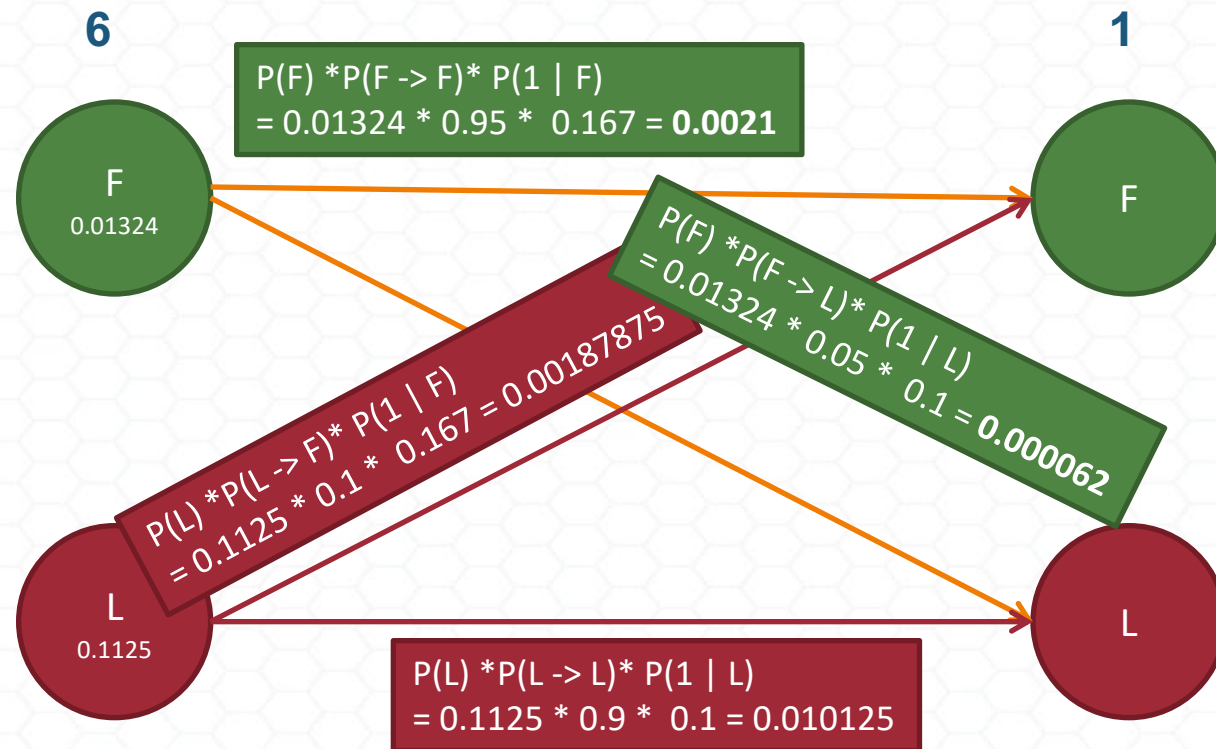 6
1
P(F) *P(F -> F)* P(1 | F)
= 0.01324 * 0.95 *  0.167 = 0.0021
F
0.01324
F
P(F) *P(F -> L)* P(1 | L)
= 0.01324 * 0.05 *  0.1 = 0.000062
P(L) *P(L -> F)* P(1 | F)
= 0.1125 * 0.1 *  0.167 = 0.00187875
L
0.1125
L
P(L) *P(L -> L)* P(1 | L)
= 0.1125 * 0.9 *  0.1 = 0.010125